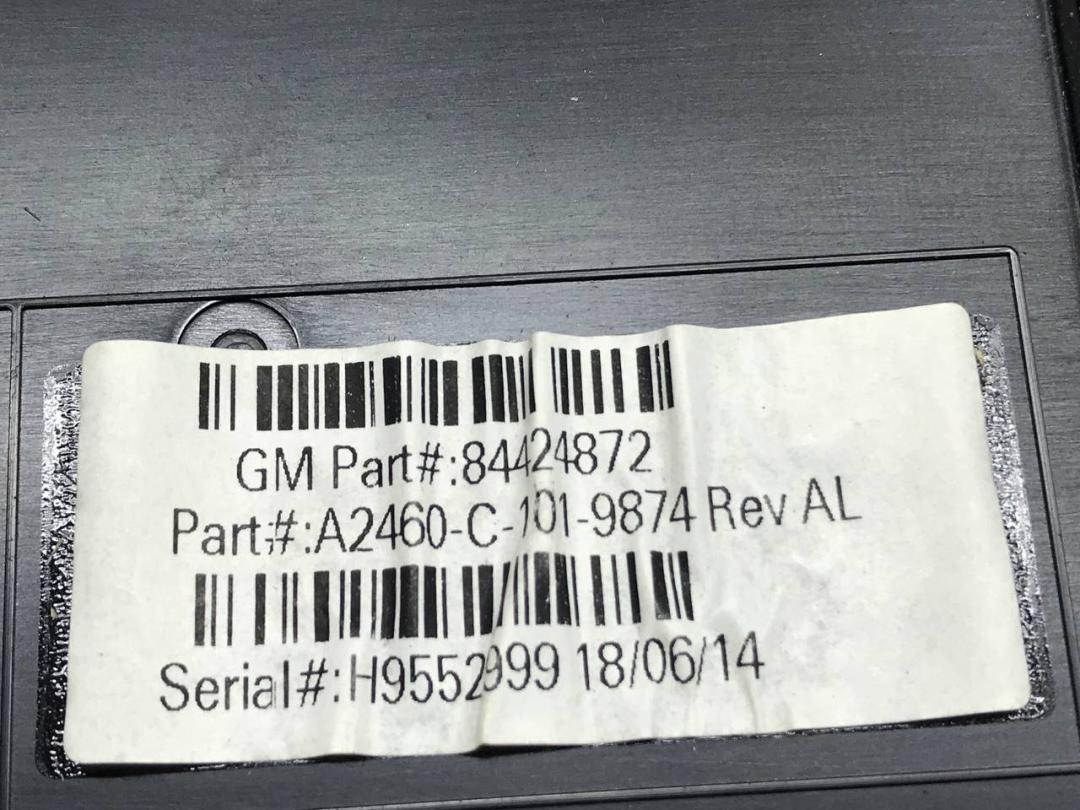 GM Part#:84424872
Part#:A2460-C-101-9874 Rev AL
Serial#:H9552999 18/06/14